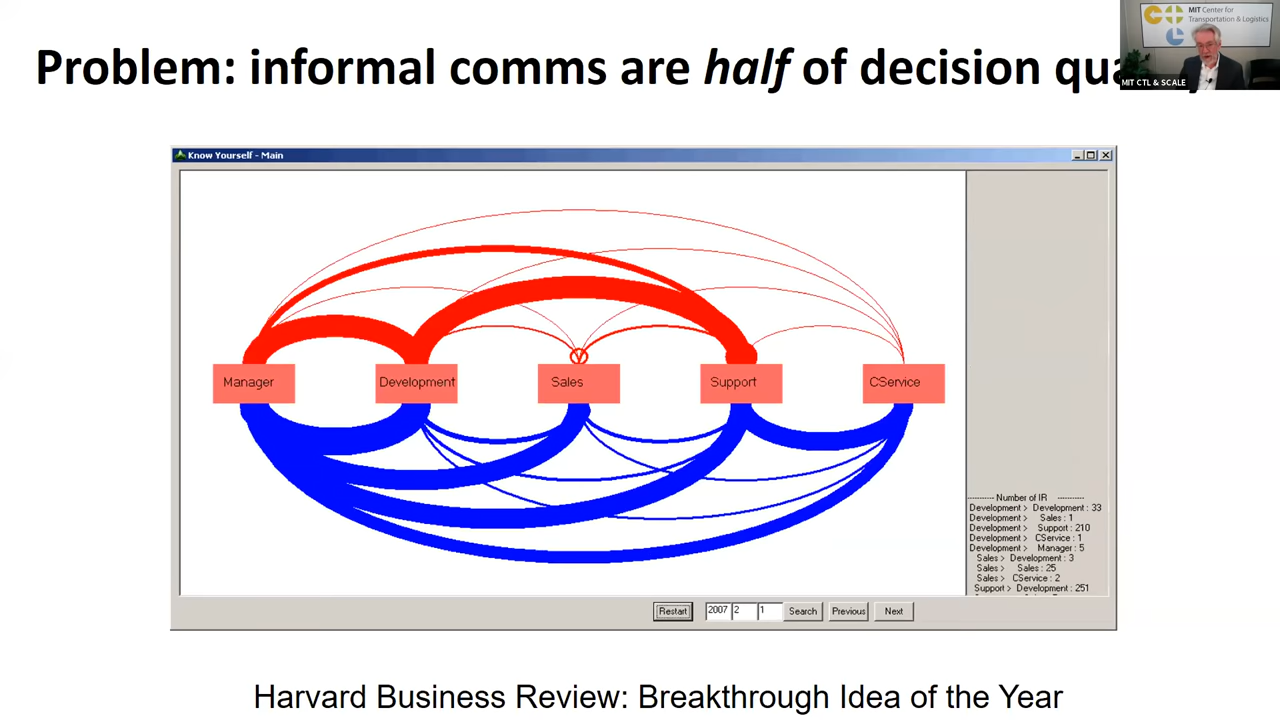 Problem: informal comms are half of decision qua
MIT Center for
Transportation & Logistics
MIT CTL & SCALE
Know Yourself - Main
Manager
Development
Sales
Support
CService
---------- Number of IR ----------
Development > Development : 33
Development > Sales : 1
Development > Support : 210
Development > CService : 1
Development > Manager : 5
Sales > Development : 3
Sales > Sales : 25
Sales > CService : 2
Support > Development : 251
Restart
2007
2
1
Search
Previous
Next
Harvard Business Review: Breakthrough Idea of the Year